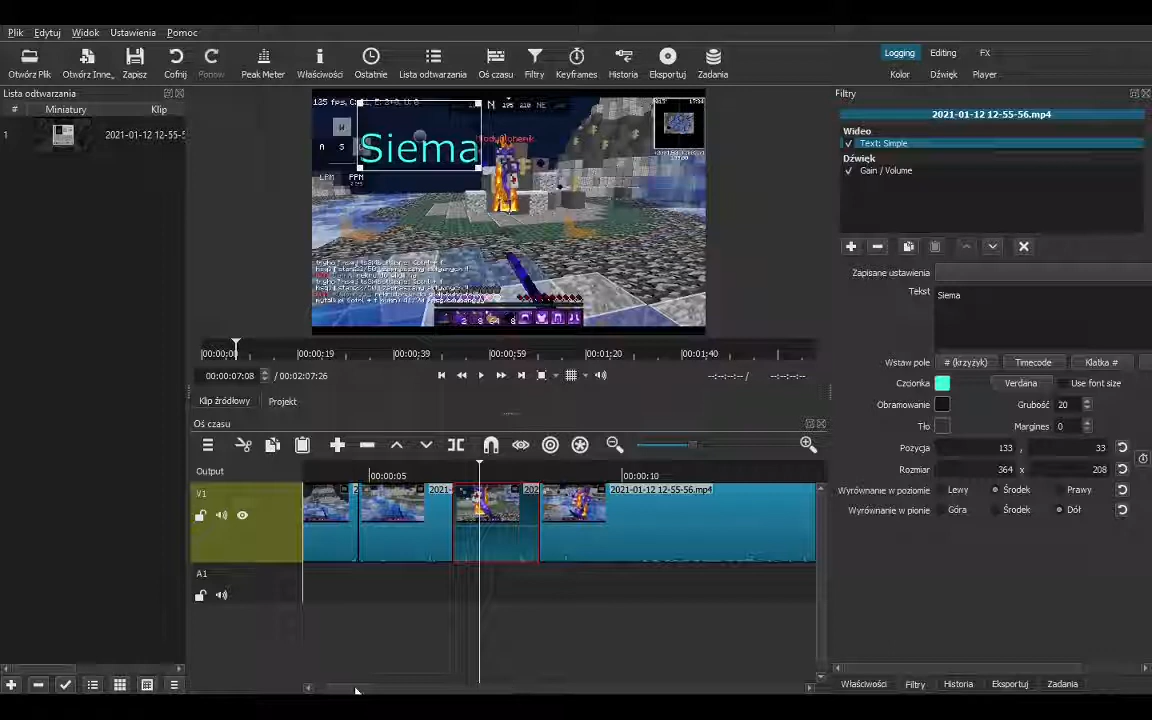 Plik Edytuj Widok Ustawienia Pomoc
Otwórz Plik Otwórz Inne.. Zapisz Cofnij Ponów Peak Meter Właściwości Ostatnie Lista odtwarzania Oś czasu Filtry Keyframes Historia Eksportuj Zadania
Logging Editing FX
Kolor Dźwięk Player
Lista odtwarzania
# Miniatury Klip
1 2021-01-12 12-55-5
W
A S
Siema
LPM PPM
00:00:19 00:00:39 00:00:59 00:01:20 00:01:40
00:00:07:08 / 00:02:07:26 --:--:--:-- / --:--:--:--
Klip źródłowy Projekt
Oś czasu
Output 00:00:05 00:00:10
V1
2021- 202 2021-01-12 12-55-56.mp4
A1
Filtry
2021-01-12 12-55-56.mp4
Wideo
Text: Simple
Dźwięk
Gain / Volume
Zapisane ustawienia
Tekst Siema
Wstaw pole # (krzyżyk) Timecode Klatka #
Czcionka Verdana Use font size
Obramowanie Grubość 20
Tło Margines 0
Pozycja 133 , 33
Rozmiar 364 x 208
Wyrównanie w poziomie Lewy Środek Prawy
Wyrównanie w pionie Góra Środek Dół
Właściwości Filtry Historia Eksportuj Zadania